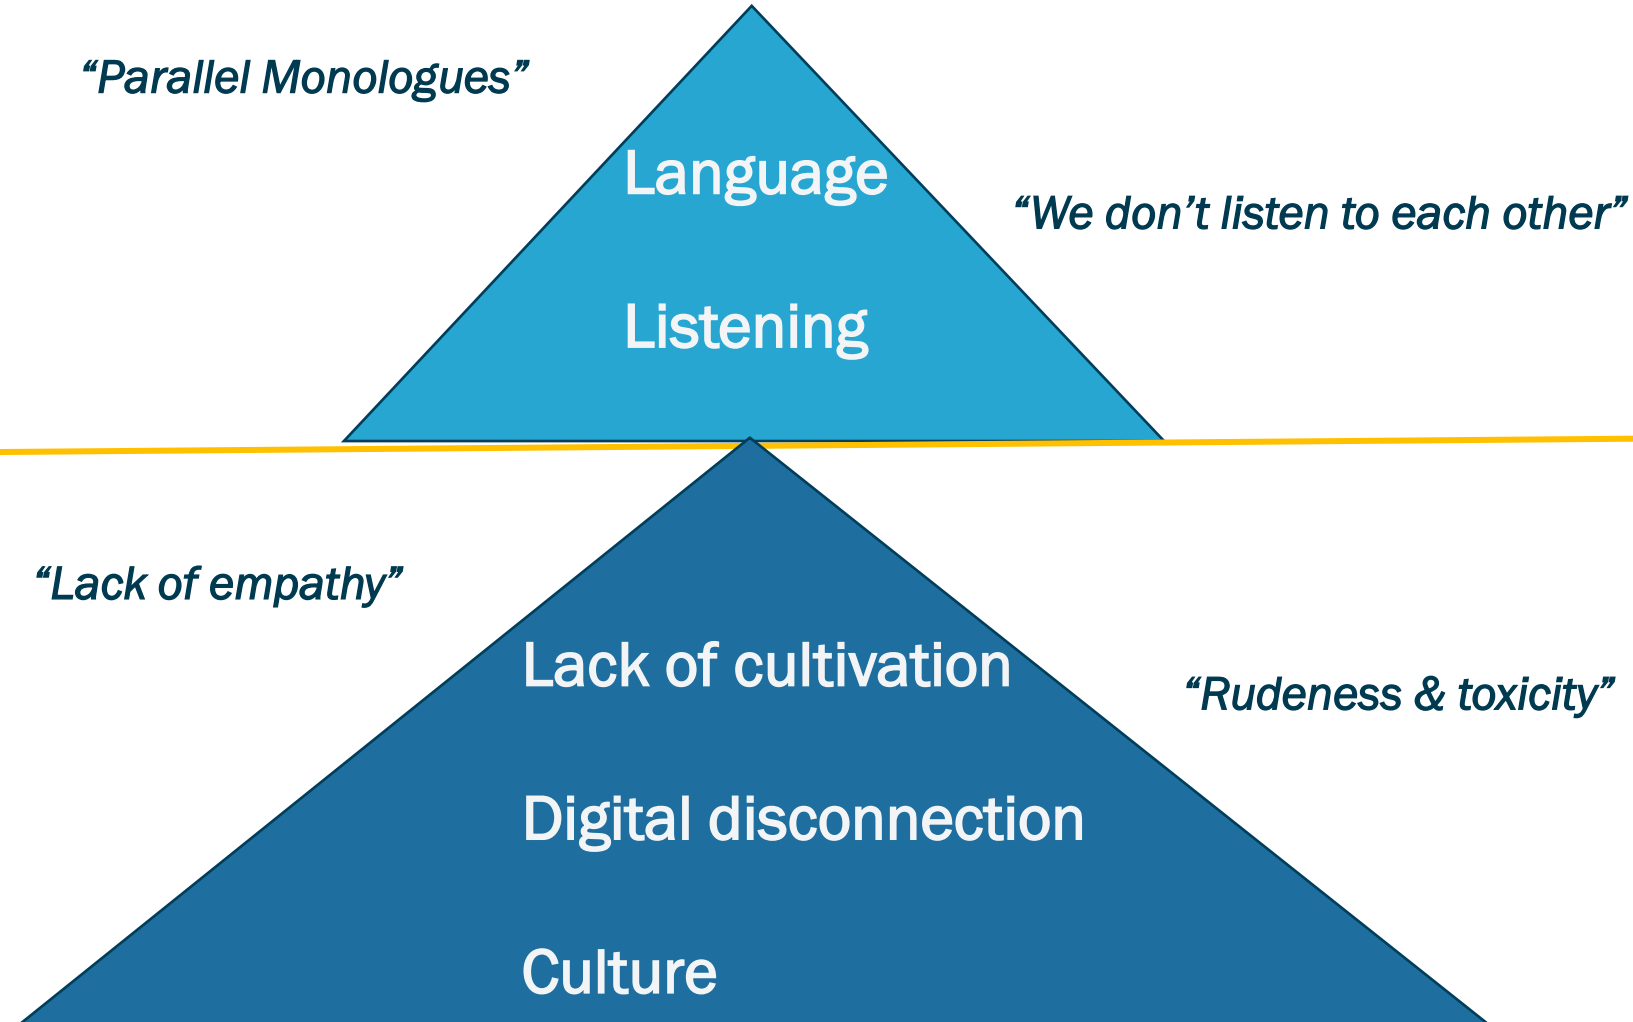 “Parallel Monologues”
Language
“We don’t listen to each other”
Listening
“Lack of empathy”
Lack of cultivation
“Rudeness & toxicity”
Digital disconnection
Culture